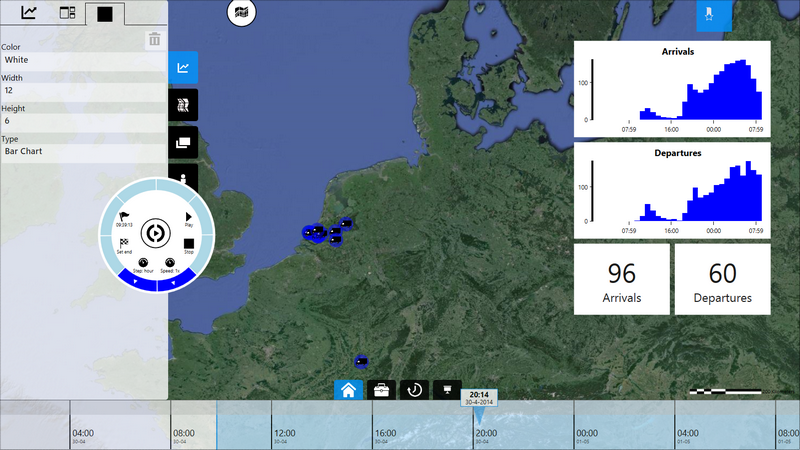 Color
White
Width
12
Height
6
Type
Bar Chart
09:39:13
Play
Set end
Stop
Step: hour
Speed: 1x
Arrivals
100
0
07:59
16:00
00:00
07:59
Departures
100
0
07:59
16:00
00:00
07:59
96
Arrivals
60
Departures
20:14
30-4-2014
04:00
30-04
08:00
30-04
12:00
30-04
16:00
30-04
20:00
30-04
00:00
01-05
04:00
01-05
08:00
01-05